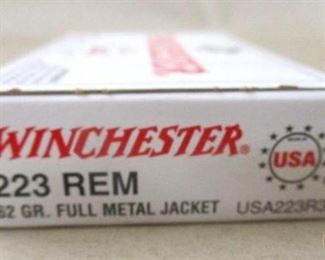 WINCHESTER®
USA
223 REM
62 GR. FULL METAL JACKET USA223R3